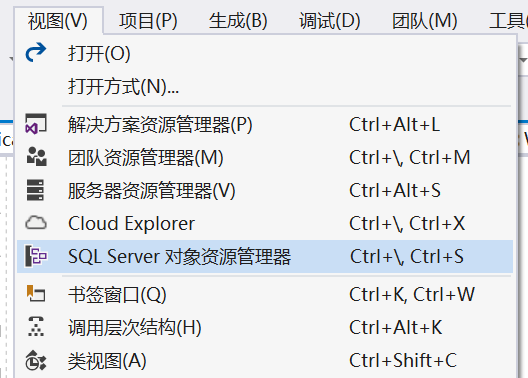 视图(V) 项目(P) 生成(B) 调试(D) 团队(M) 工具(
打开(O)
打开方式(N)...
解决方案资源管理器(P) Ctrl+Alt+L
团队资源管理器(M) Ctrl+\, Ctrl+M
服务器资源管理器(V) Ctrl+Alt+S
Cloud Explorer Ctrl+\, Ctrl+X
SQL Server 对象资源管理器 Ctrl+\, Ctrl+S
书签窗口(Q) Ctrl+K, Ctrl+W
调用层次结构(H) Ctrl+Alt+K
类视图(A) Ctrl+Shift+C